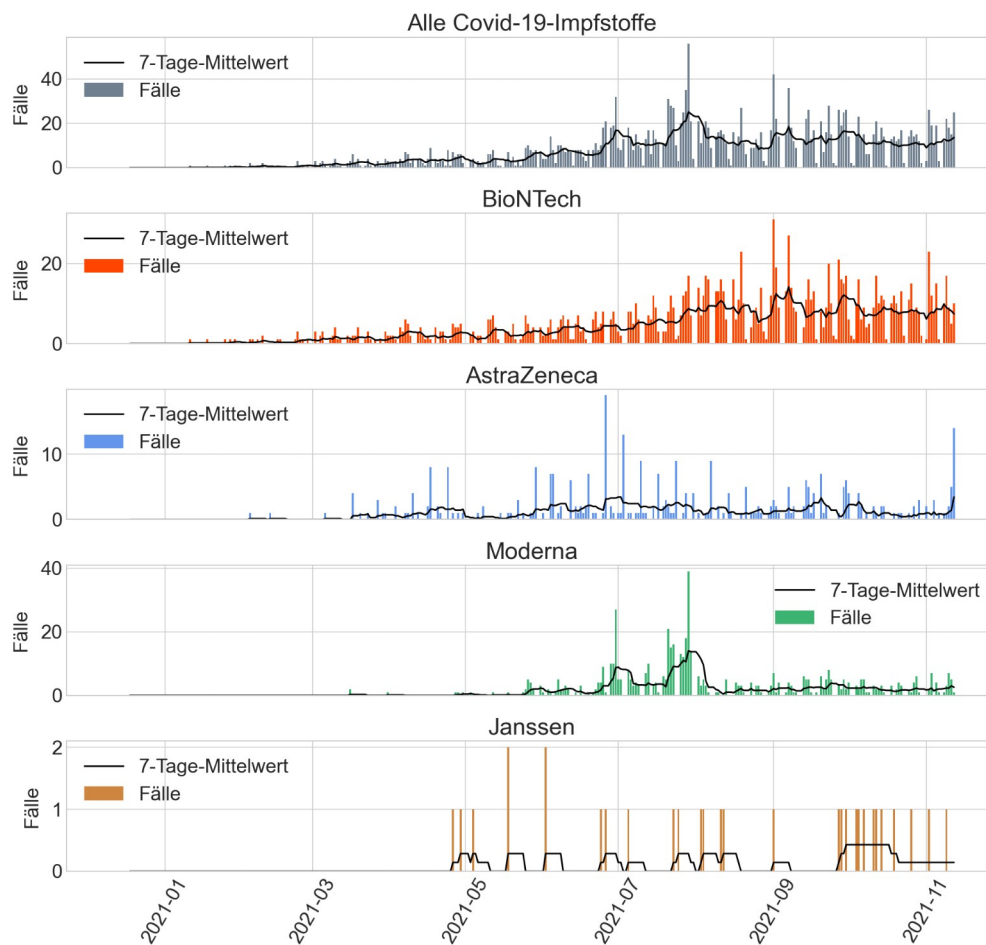 Alle Covid-19-Impfstoffe
Fälle
40
20
0
7-Tage-Mittelwert
Fälle
BioNTech
Fälle
20
0
7-Tage-Mittelwert
Fälle
AstraZeneca
Fälle
10
0
7-Tage-Mittelwert
Fälle
Moderna
Fälle
40
20
0
7-Tage-Mittelwert
Fälle
Janssen
Fälle
2
1
0
7-Tage-Mittelwert
Fälle
2021-01
2021-03
2021-05
2021-07
2021-09
2021-11